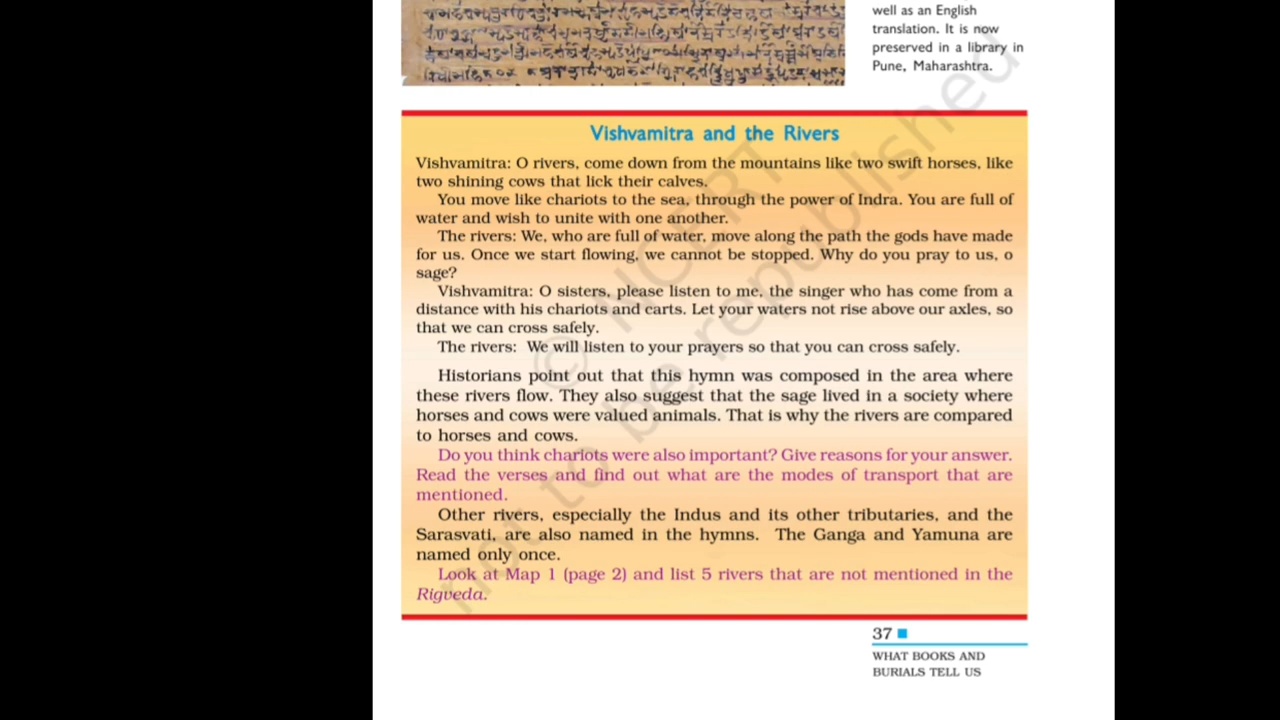 well as an English
translation. It is now
preserved in a library in
Pune, Maharashtra.
Vishvamitra and the Rivers
Vishvamitra: O rivers, come down from the mountains like two swift horses, like
two shining cows that lick their calves.
You move like chariots to the sea, through the power of Indra. You are full of
water and wish to unite with one another.
The rivers: We, who are full of water, move along the path the gods have made
for us. Once we start flowing, we cannot be stopped. Why do you pray to us, o
sage?
Vishvamitra: O sisters, please listen to me, the singer who has come from a
distance with his chariots and carts. Let your waters not rise above our axles, so
that we can cross safely.
The rivers: We will listen to your prayers so that you can cross safely.
Historians point out that this hymn was composed in the area where
these rivers flow. They also suggest that the sage lived in a society where
horses and cows were valued animals. That is why the rivers are compared
to horses and cows.
Do you think chariots were also important? Give reasons for your answer.
Read the verses and find out what are the modes of transport that are
mentioned.
Other rivers, especially the Indus and its other tributaries, and the
Sarasvati, are also named in the hymns. The Ganga and Yamuna are
named only once.
Look at Map 1 (page 2) and list 5 rivers that are not mentioned in the
Rigveda.
© NCERT
not to be republished
37
WHAT BOOKS AND
BURIALS TELL US